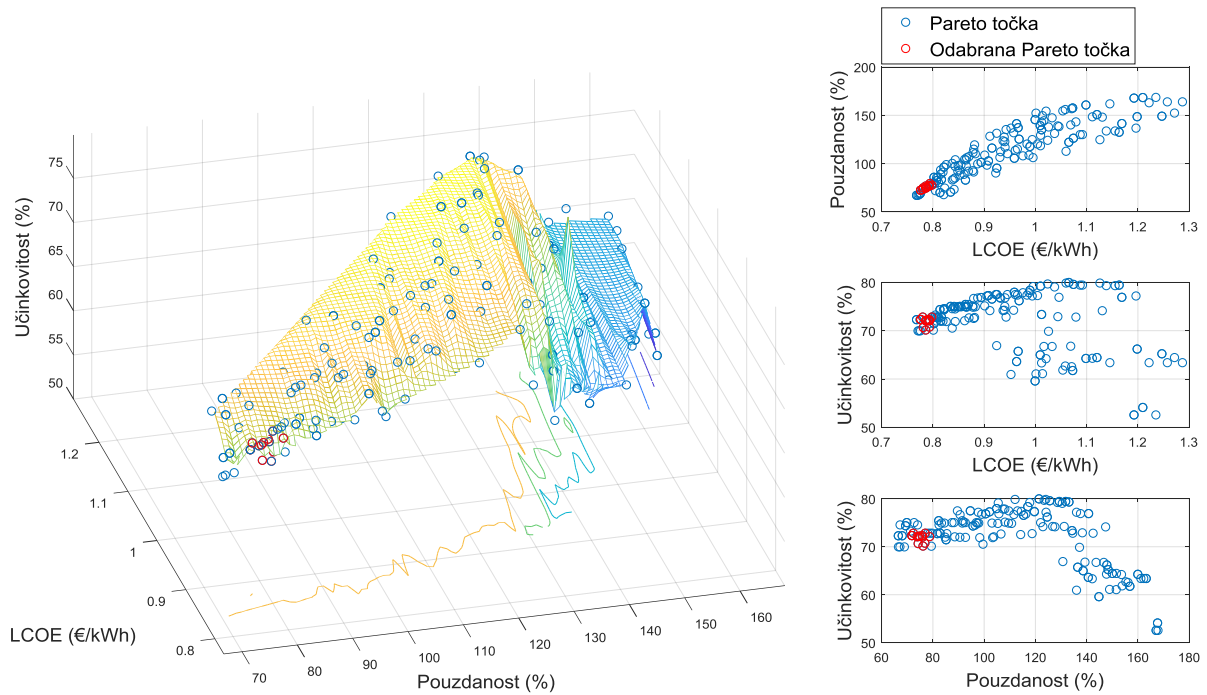 75
70
65
60
55
50
Učinkovitost (%)
1.2
1.1
1
0.9
0.8
LCOE (€/kWh)
70
80
90
100
110
120
130
140
150
160
Pouzdanost (%)
Pareto točka
Odabrana Pareto točka
200
150
100
50
Pouzdanost (%)
0.7 0.8 0.9 1 1.1 1.2 1.3
LCOE (€/kWh)
80
70
60
50
Učinkovitost (%)
0.7 0.8 0.9 1 1.1 1.2 1.3
LCOE (€/kWh)
80
70
60
50
Učinkovitost (%)
60 80 100 120 140 160 180
Pouzdanost (%)